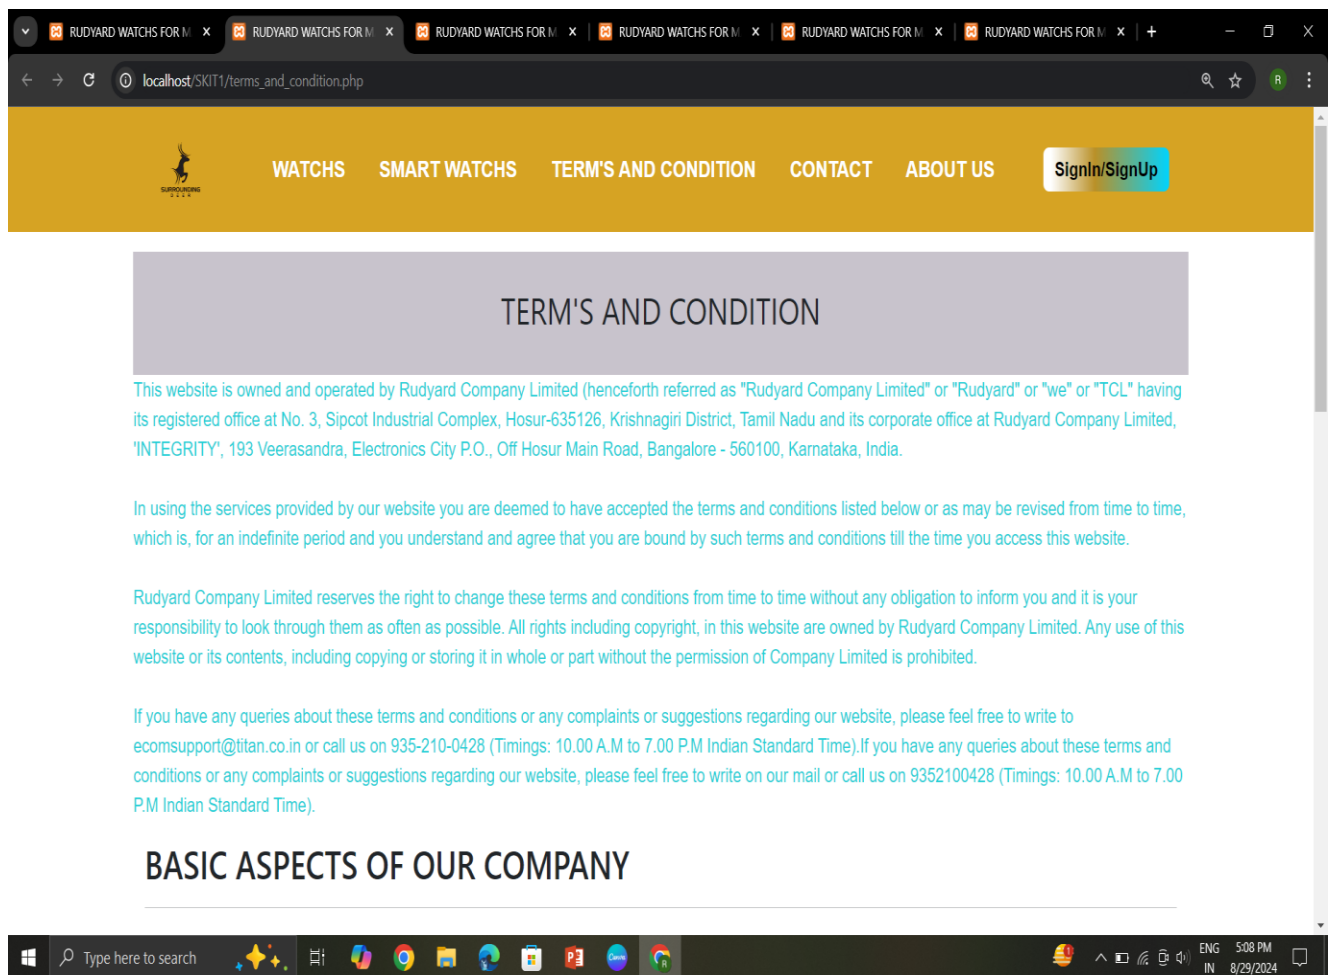 RUDYARD WATCHS FOR M
RUDYARD WATCHS FOR M
RUDYARD WATCHS FOR M
RUDYARD WATCHS FOR M
RUDYARD WATCHS FOR M
RUDYARD WATCHS FOR M
localhost/SKIT1/terms_and_condition.php
R
SURROUNDING
DEER
WATCHS SMART WATCHS TERM'S AND CONDITION CONTACT ABOUT US SignIn/SignUp
TERM'S AND CONDITION
This website is owned and operated by Rudyard Company Limited (henceforth referred as "Rudyard Company Limited" or "Rudyard" or "we" or "TCL" having
its registered office at No. 3, Sipcot Industrial Complex, Hosur-635126, Krishnagiri District, Tamil Nadu and its corporate office at Rudyard Company Limited,
'INTEGRITY', 193 Veerasandra, Electronics City P.O., Off Hosur Main Road, Bangalore - 560100, Karnataka, India.
In using the services provided by our website you are deemed to have accepted the terms and conditions listed below or as may be revised from time to time,
which is, for an indefinite period and you understand and agree that you are bound by such terms and conditions till the time you access this website.
Rudyard Company Limited reserves the right to change these terms and conditions from time to time without any obligation to inform you and it is your
responsibility to look through them as often as possible. All rights including copyright, in this website are owned by Rudyard Company Limited. Any use of this
website or its contents, including copying or storing it in whole or part without the permission of Company Limited is prohibited.
If you have any queries about these terms and conditions or any complaints or suggestions regarding our website, please feel free to write to
ecomsupport@titan.co.in or call us on 935-210-0428 (Timings: 10.00 A.M to 7.00 P.M Indian Standard Time).If you have any queries about these terms and
conditions or any complaints or suggestions regarding our website, please feel free to write on our mail or call us on 9352100428 (Timings: 10.00 A.M to 7.00
P.M Indian Standard Time).
BASIC ASPECTS OF OUR COMPANY
Type here to search
ENG 5:08 PM
IN 8/29/2024